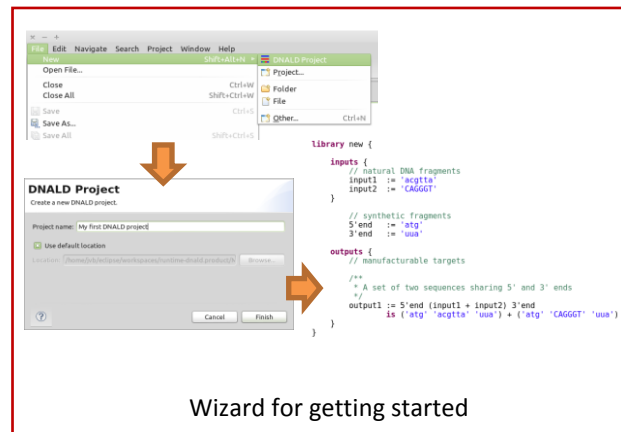 File Edit Navigate Search Project Window Help
New Shift+Alt+N
Open File...
Close Ctrl+W
Close All Shift+Ctrl+W
Save Ctrl+S
Save As...
Save All Shift+Ctrl+S
DNALD Project
Project...
Folder
File
Other... Ctrl+N
DNALD Project
Create a new DNALD project.
Project name: My first DNALD project
Use default location
Location: Browse...
? Cancel Finish
library new {
inputs {
// natural DNA fragments
input1 := 'acgtta'
input2 := 'CAGGGT'
}
// synthetic fragments
5'end := 'atg'
3'end := 'uua'
outputs {
// manufacturable targets
/**
* A set of two sequences sharing 5' and 3' ends
*/
output1 := 5'end (input1 + input2) 3'end
is ('atg' 'acgtta' 'uua') + ('atg' 'CAGGGT' 'uua')
}
}
Wizard for getting started